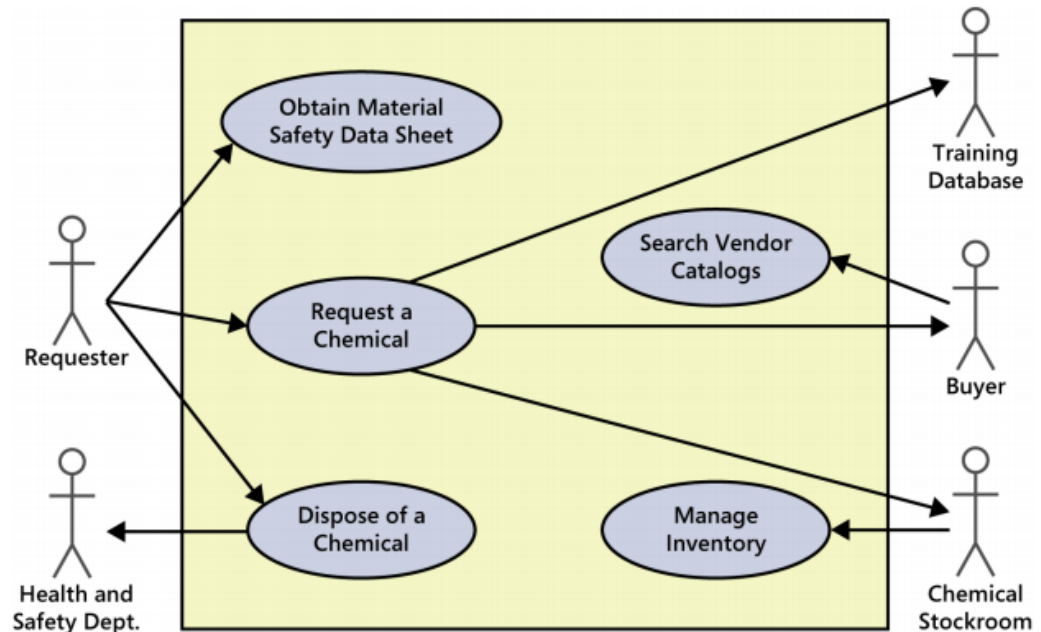 Obtain Material
Safety Data Sheet
Training
Database
Search Vendor
Catalogs
Request a
Chemical
Requester
Buyer
Dispose of a
Chemical
Manage
Inventory
Health and
Safety Dept.
Chemical
Stockroom